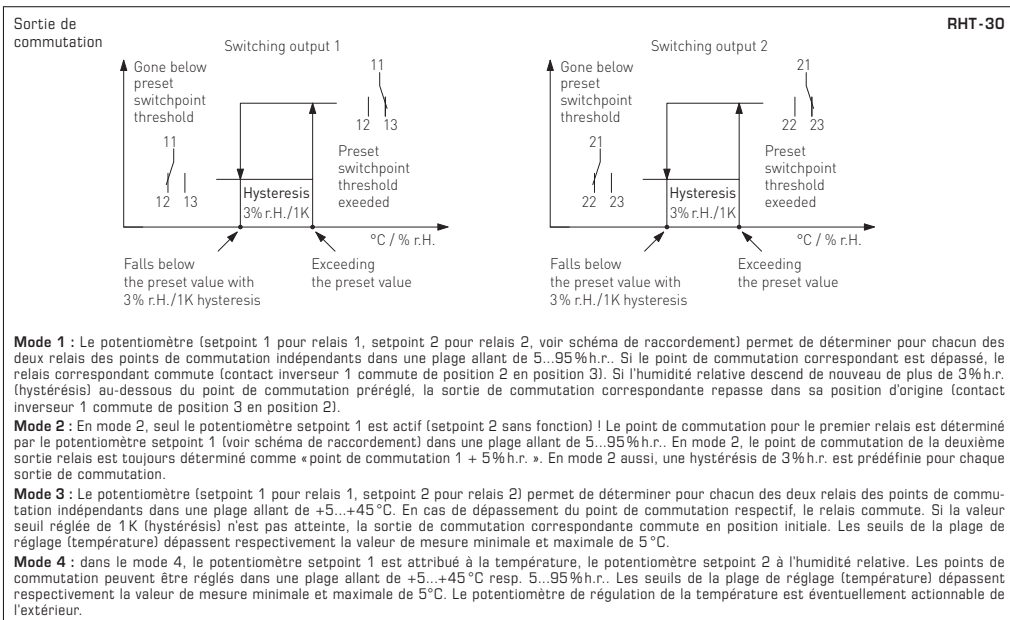 Sortie de
commutation
RHT-30
Switching output 1
Gone below
preset
switchpoint
threshold
11
12 13
11
12 13
Preset
switchpoint
threshold
exeeded
Hysteresis
3% r.H./1K
°C / % r.H.
Falls below
the preset value with
3% r.H./1K hysteresis
Exceeding
the preset value
Switching output 2
Gone below
preset
switchpoint
threshold
21
22 23
21
22 23
Preset
switchpoint
threshold
exeeded
Hysteresis
3% r.H./1K
°C / % r.H.
Falls below
the preset value with
3% r.H./1K hysteresis
Exceeding
the preset value
Mode 1 : Le potentiomètre (setpoint 1 pour relais 1, setpoint 2 pour relais 2, voir schéma de raccordement) permet de déterminer pour chacun des
deux relais des points de commutation indépendants dans une plage allant de 5...95%h.r.. Si le point de commutation correspondant est dépassé, le
relais correspondant commute (contact inverseur 1 commute de position 2 en position 3). Si l'humidité relative descend de nouveau de plus de 3%h.r.
(hystérésis) au-dessous du point de commutation préréglé, la sortie de commutation correspondante repasse dans sa position d'origine (contact
inverseur 1 commute de position 3 en position 2).
Mode 2 : En mode 2, seul le potentiomètre setpoint 1 est actif (setpoint 2 sans fonction) ! Le point de commutation pour le premier relais est déterminé
par le potentiomètre setpoint 1 (voir schéma de raccordement) dans une plage allant de 5...95%h.r.. En mode 2, le point de commutation de la deuxième
sortie relais est toujours déterminé comme «point de commutation 1 + 5%h.r. ». En mode 2 aussi, une hystérésis de 3%h.r. est prédéfinie pour chaque
sortie de commutation.
Mode 3 : Le potentiomètre (setpoint 1 pour relais 1, setpoint 2 pour relais 2) permet de déterminer pour chacun des deux relais des points de commu-
tation indépendants dans une plage allant de +5...+45°C. En cas de dépassement du point de commutation respectif, le relais commute. Si la valeur
seuil réglée de 1K (hystérésis) n'est pas atteinte, la sortie de commutation correspondante commute en position initiale. Les seuils de la plage de
réglage (température) dépassent respectivement la valeur de mesure minimale et maximale de 5°C.
Mode 4 : dans le mode 4, le potentiomètre setpoint 1 est attribué à la température, le potentiomètre setpoint 2 à l'humidité relative. Les points de
commutation peuvent être réglés dans une plage allant de +5...+45°C resp. 5...95%h.r.. Les seuils de la plage de réglage (température) dépassent
respectivement la valeur de mesure minimale et maximale de 5°C. Le potentiomètre de régulation de la température est éventuellement actionnable de
l'extérieur.